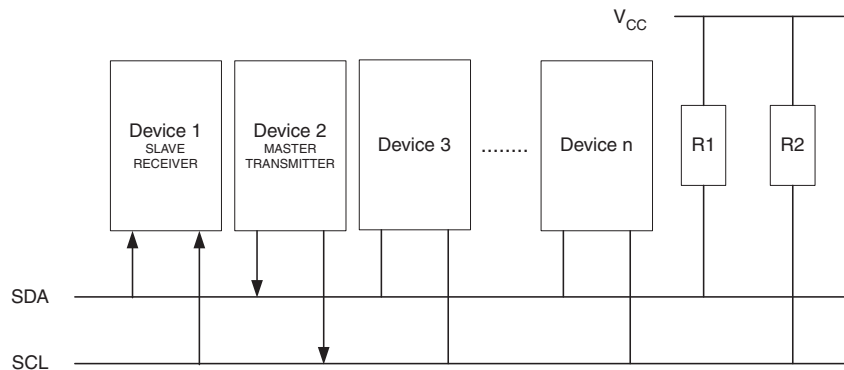 VCC
Device 1
SLAVE
RECEIVER
Device 2
MASTER
TRANSMITTER
Device 3
........
Device n
R1
R2
SDA
SCL